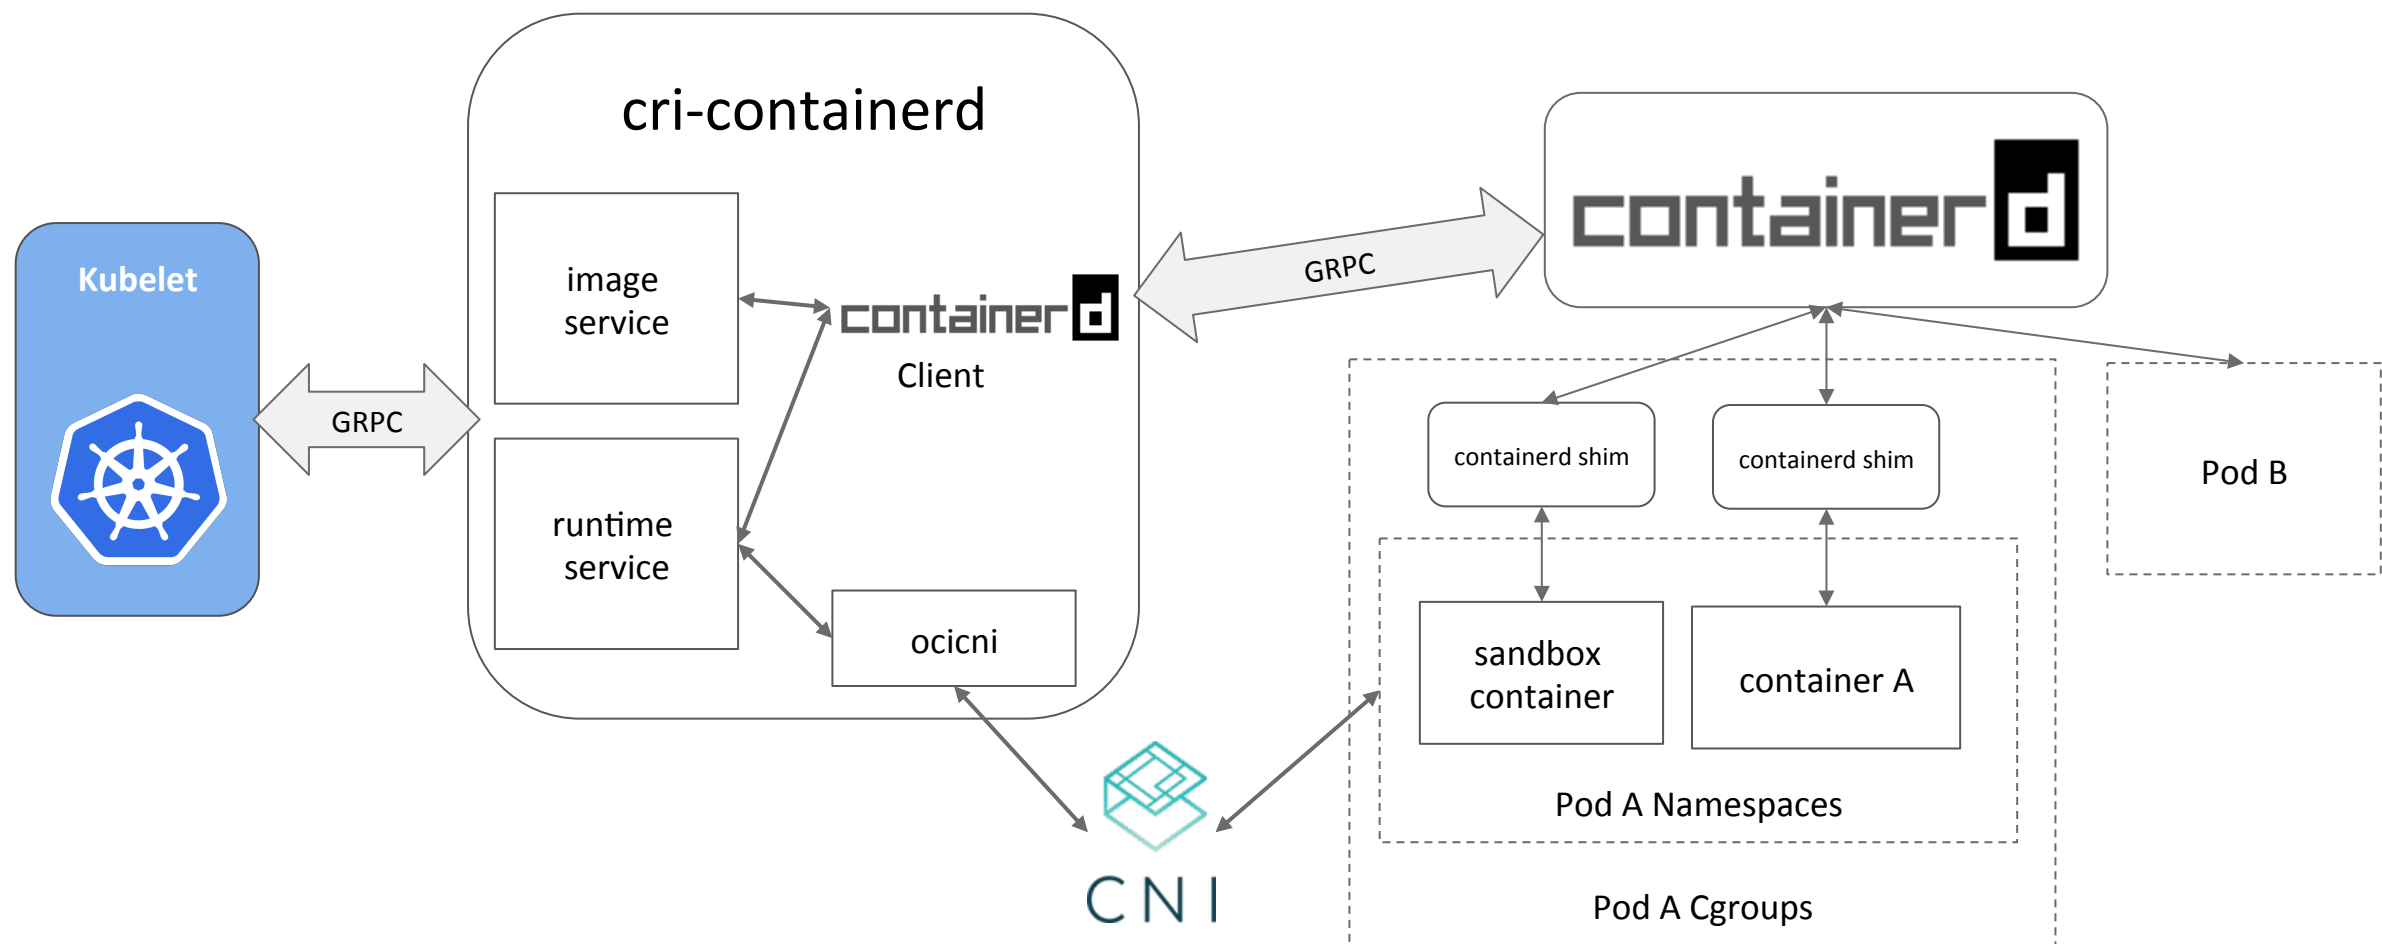 cri-containerd
Kubelet
GRPC
image
service
runtime
service
containerd
Client
ocicni
GRPC
containerd
CNI
containerd shim
containerd shim
sandbox
container
container A
Pod A Namespaces
Pod A Cgroups
Pod B